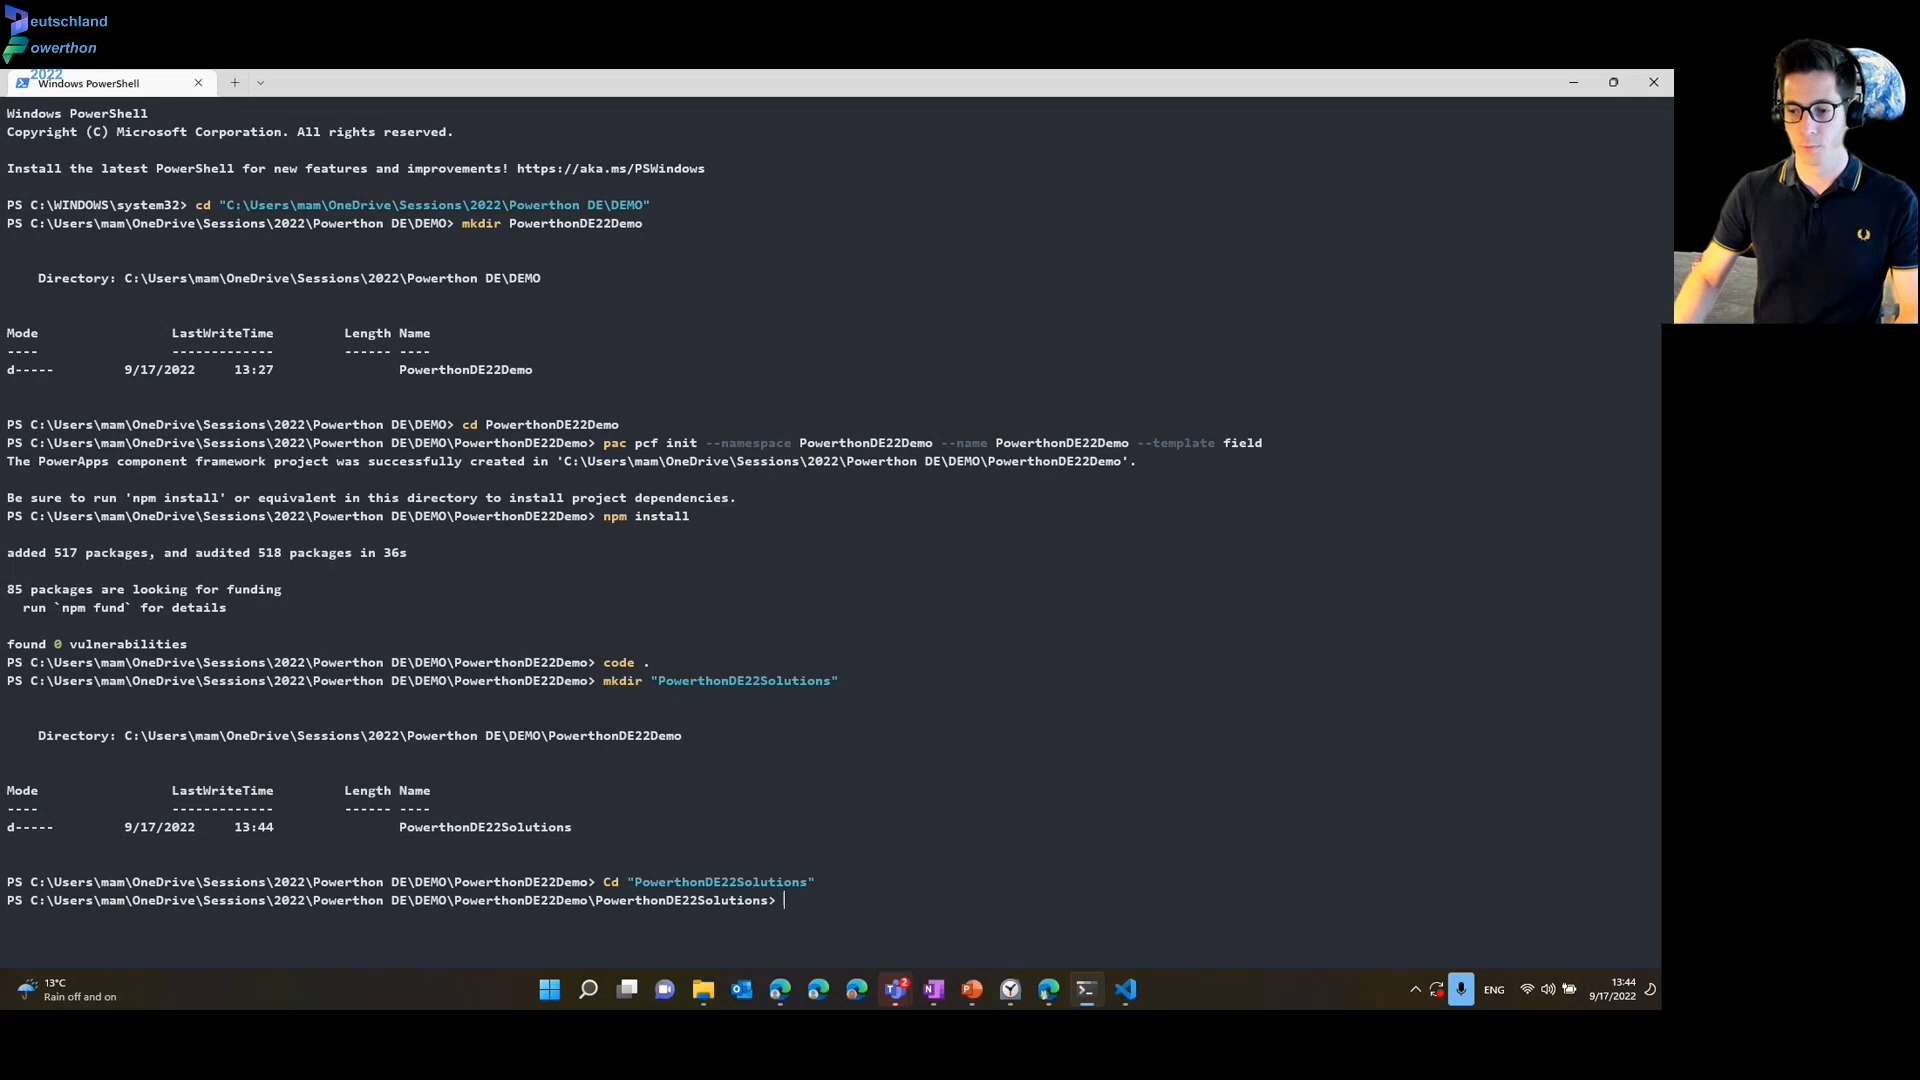 Deutschland
Powerthon
2022
Windows PowerShell
Windows PowerShell
Copyright (C) Microsoft Corporation. All rights reserved.
Install the latest PowerShell for new features and improvements! https://aka.ms/PSWindows
PS C:\WINDOWS\system32> cd "C:\Users\mam\OneDrive\Sessions\2022\Powerthon DE\DEMO"
PS C:\Users\mam\OneDrive\Sessions\2022\Powerthon DE\DEMO> mkdir PowerthonDE22Demo
    Directory: C:\Users\mam\OneDrive\Sessions\2022\Powerthon DE\DEMO
Mode                 LastWriteTime         Length Name
----                 -------------         ------ ----
d-----         9/17/2022     13:27                PowerthonDE22Demo
PS C:\Users\mam\OneDrive\Sessions\2022\Powerthon DE\DEMO> cd PowerthonDE22Demo
PS C:\Users\mam\OneDrive\Sessions\2022\Powerthon DE\DEMO\PowerthonDE22Demo> pac pcf init --namespace PowerthonDE22Demo --name PowerthonDE22Demo --template field
The PowerApps component framework project was successfully created in 'C:\Users\mam\OneDrive\Sessions\2022\Powerthon DE\DEMO\PowerthonDE22Demo'.
Be sure to run 'npm install' or equivalent in this directory to install project dependencies.
PS C:\Users\mam\OneDrive\Sessions\2022\Powerthon DE\DEMO\PowerthonDE22Demo> npm install
added 517 packages, and audited 518 packages in 36s
85 packages are looking for funding
  run `npm fund` for details
found 0 vulnerabilities
PS C:\Users\mam\OneDrive\Sessions\2022\Powerthon DE\DEMO\PowerthonDE22Demo> code .
PS C:\Users\mam\OneDrive\Sessions\2022\Powerthon DE\DEMO\PowerthonDE22Demo> mkdir "PowerthonDE22Solutions"
    Directory: C:\Users\mam\OneDrive\Sessions\2022\Powerthon DE\DEMO\PowerthonDE22Demo
Mode                 LastWriteTime         Length Name
----                 -------------         ------ ----
d-----         9/17/2022     13:44                PowerthonDE22Solutions
PS C:\Users\mam\OneDrive\Sessions\2022\Powerthon DE\DEMO\PowerthonDE22Demo> Cd "PowerthonDE22Solutions"
PS C:\Users\mam\OneDrive\Sessions\2022\Powerthon DE\DEMO\PowerthonDE22Demo\PowerthonDE22Solutions>
13°C
Rain off and on
2
ENG
13:44
9/17/2022